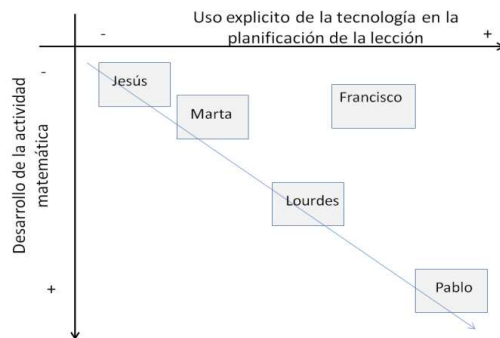 Uso explicito de la tecnología en la
planificación de la lección
-
+
-
Jesús
Francisco
Marta
Desarrollo de la actividad
matemática
Lourdes
+
Pablo